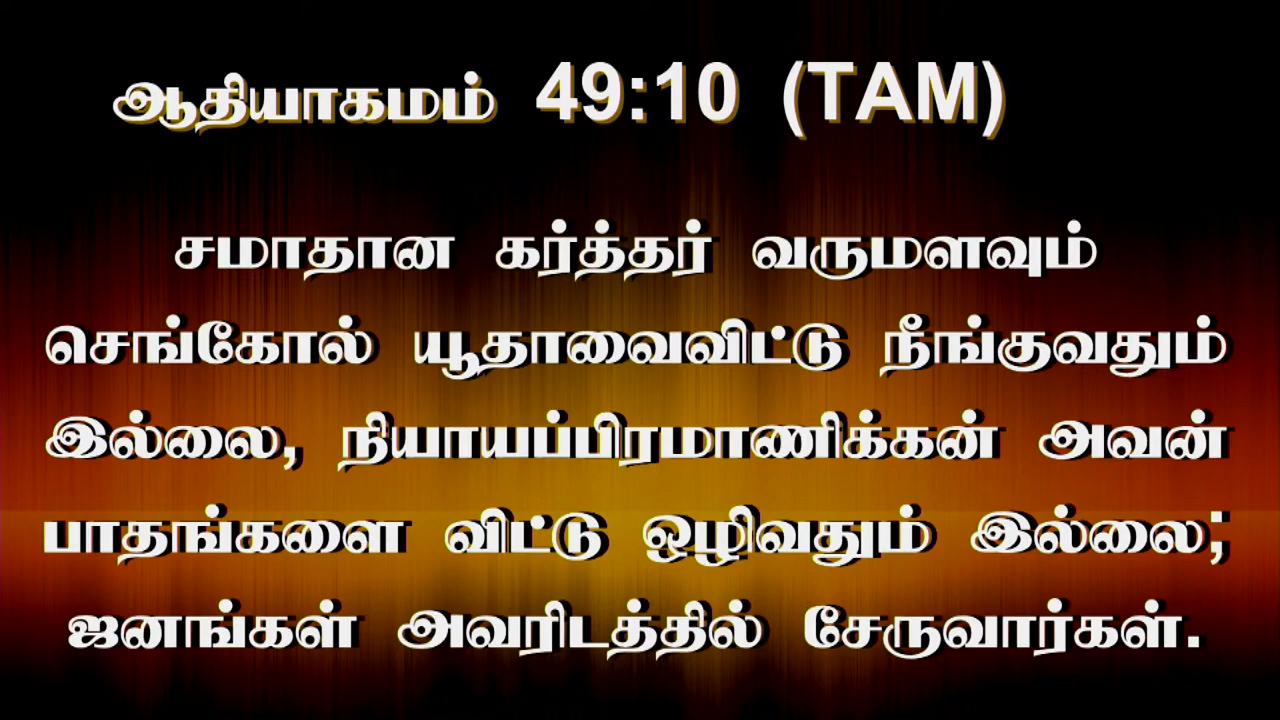 ஆதியாகமம் 49:10 (TAM)
சமாதான கர்த்தர் வருமளவும்
செங்கோல் யூதாவைவிட்டு நீங்குவதும்
இல்லை, நியாயப்பிரமாணிக்கன் அவன்
பாதங்களை விட்டு ஒழிவதும் இல்லை;
ஜனங்கள் அவரிடத்தில் சேருவார்கள்.